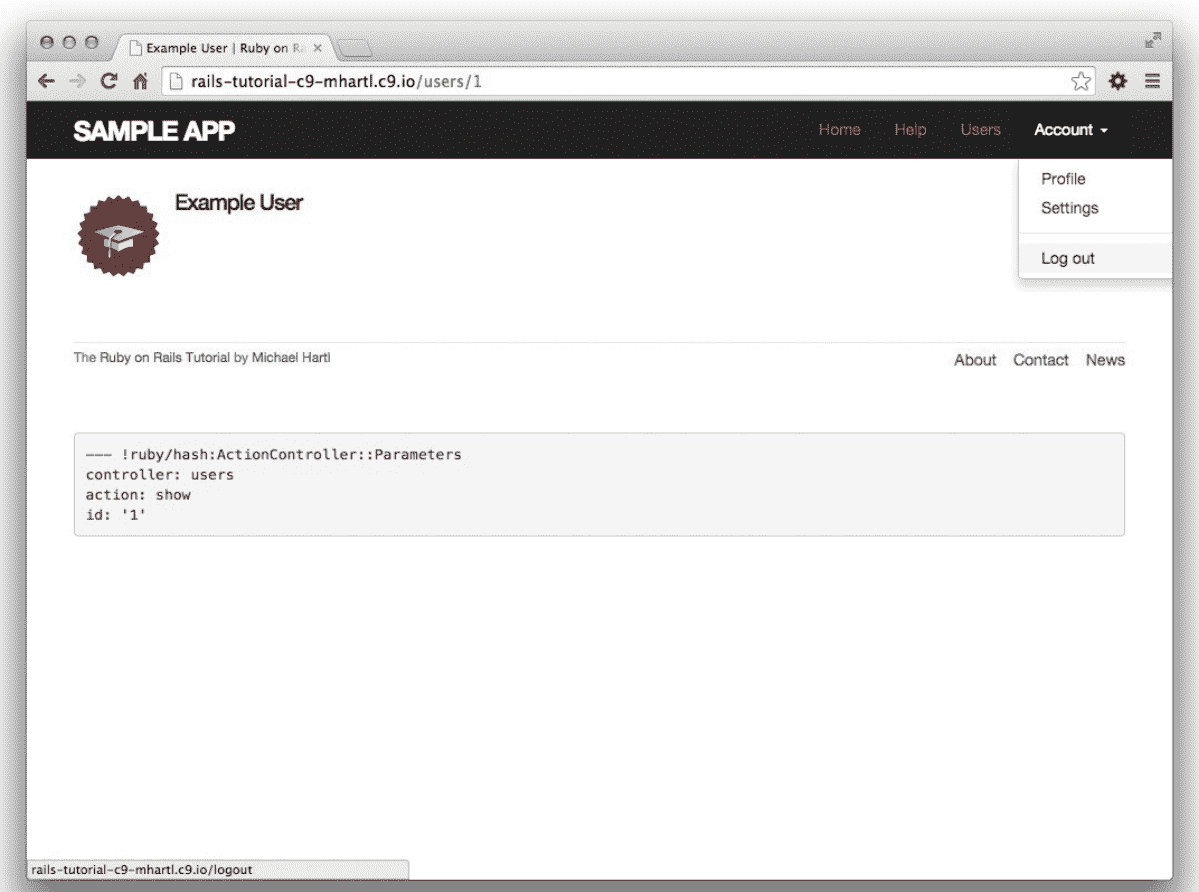 Example User | Ruby on R
rails-tutorial-c9-mhartl.c9.io/users/1
SAMPLE APP
Home Help Users Account
Profile
Settings
Log out
Example User
The Ruby on Rails Tutorial by Michael Hartl
About Contact News
--- !ruby/hash:ActionController::Parameters
controller: users
action: show
id: '1'
rails-tutorial-c9-mhartl.c9.io/logout